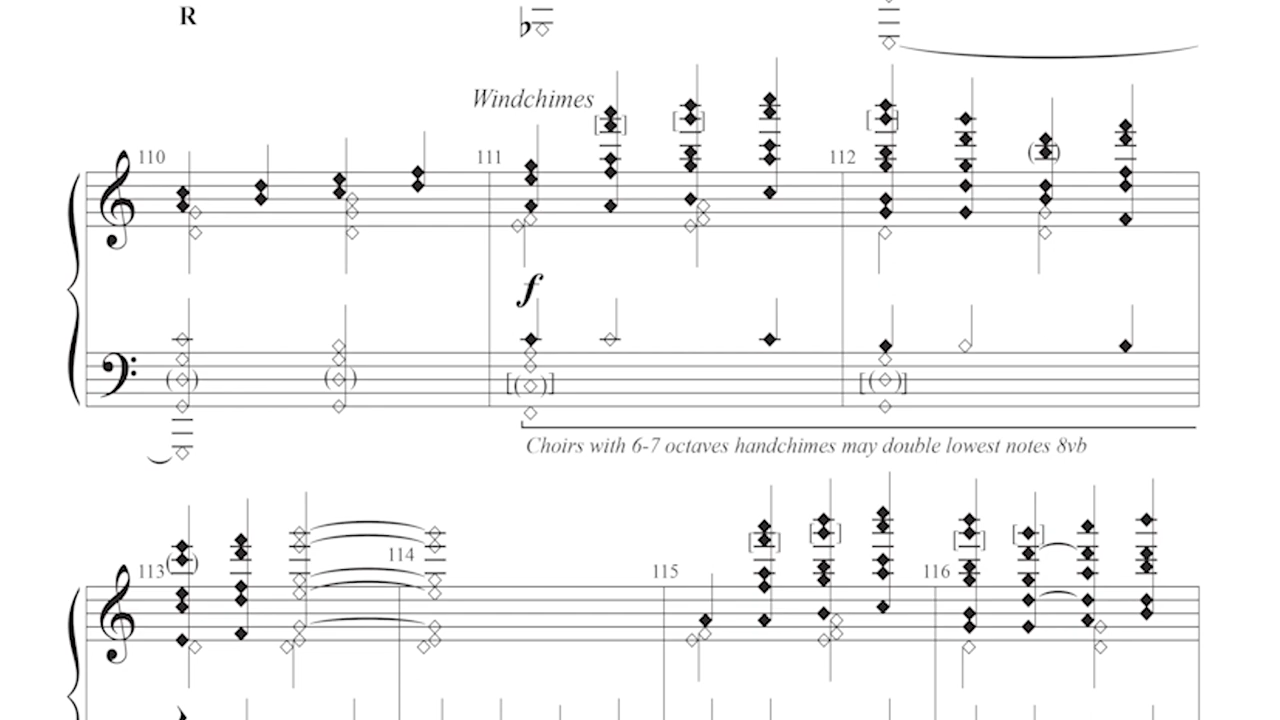 R
Windchimes
110
111
112
f
Choirs with 6-7 octaves handchimes may double lowest notes 8vb
113
114
115
116